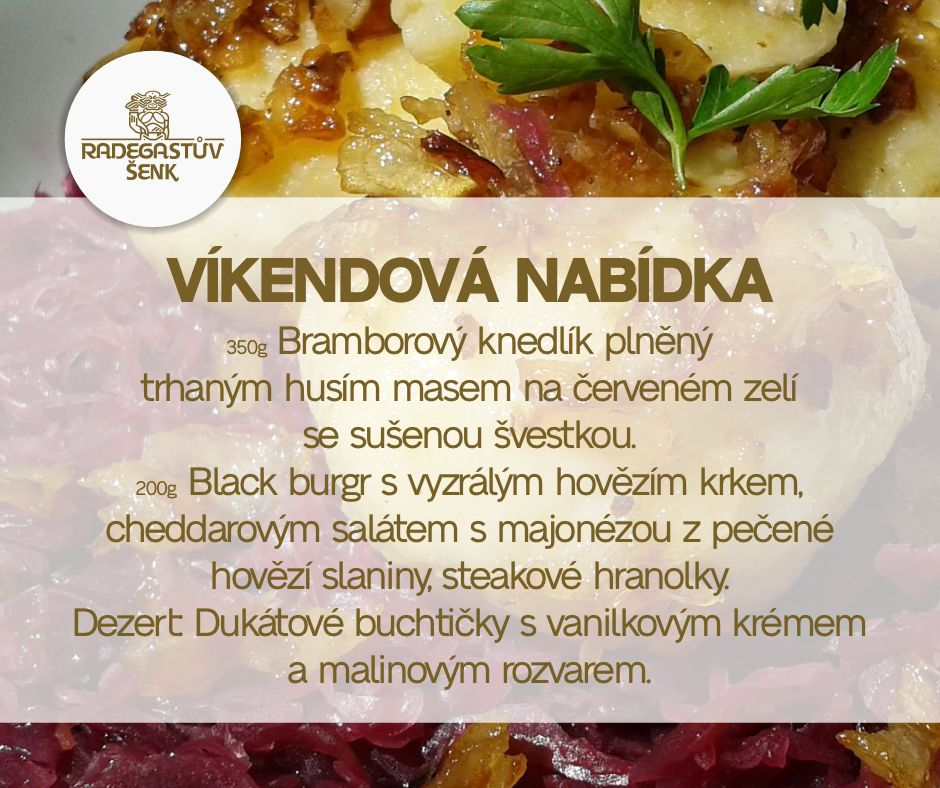 RADEGASTŮV
ŠENK
VÍKENDOVÁ NABÍDKA
350g Bramborový knedlík plněný
trhaným husím masem na červeném zelí
se sušenou švestkou.
200g Black burgr s vyzrálým hovězím krkem,
cheddarovým salátem s majonézou z pečené
hovězí slaniny, steakové hranolky.
Dezert: Dukátové buchtičky s vanilkovým krémem
a malinovým rozvarem.